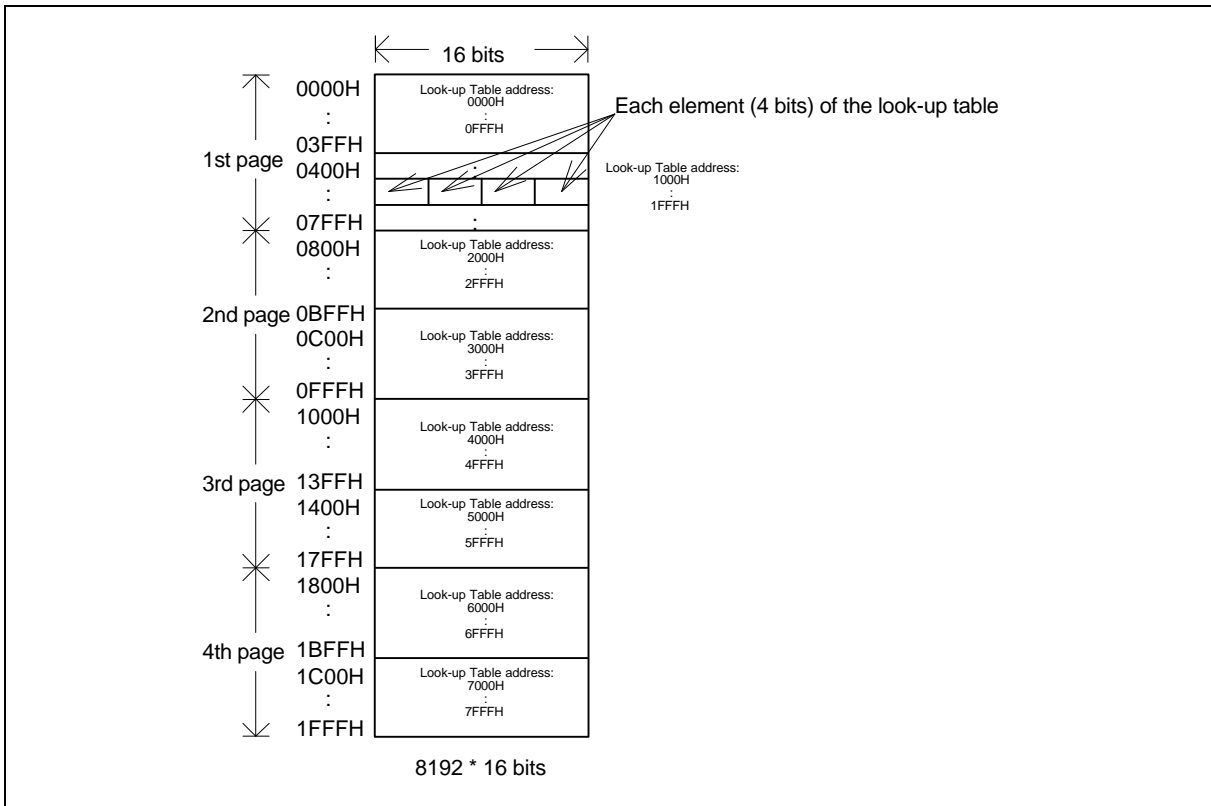 16 bits
0000H
:
03FFH
0400H
:
07FFH
0800H
:
0BFFH
0C00H
:
0FFFH
1000H
:
13FFH
1400H
:
17FFH
1800H
:
1BFFH
1C00H
:
1FFFH
1st page
2nd page
3rd page
4th page
Look-up Table address:
0000H
:
0FFFH
:
:
Look-up Table address:
2000H
:
2FFFH
Look-up Table address:
3000H
:
3FFFH
Look-up Table address:
4000H
:
4FFFH
Look-up Table address:
5000H
:
5FFFH
Look-up Table address:
6000H
:
6FFFH
Look-up Table address:
7000H
:
7FFFH
Each element (4 bits) of the look-up table
Look-up Table address:
1000H
:
1FFFH
8192 * 16 bits